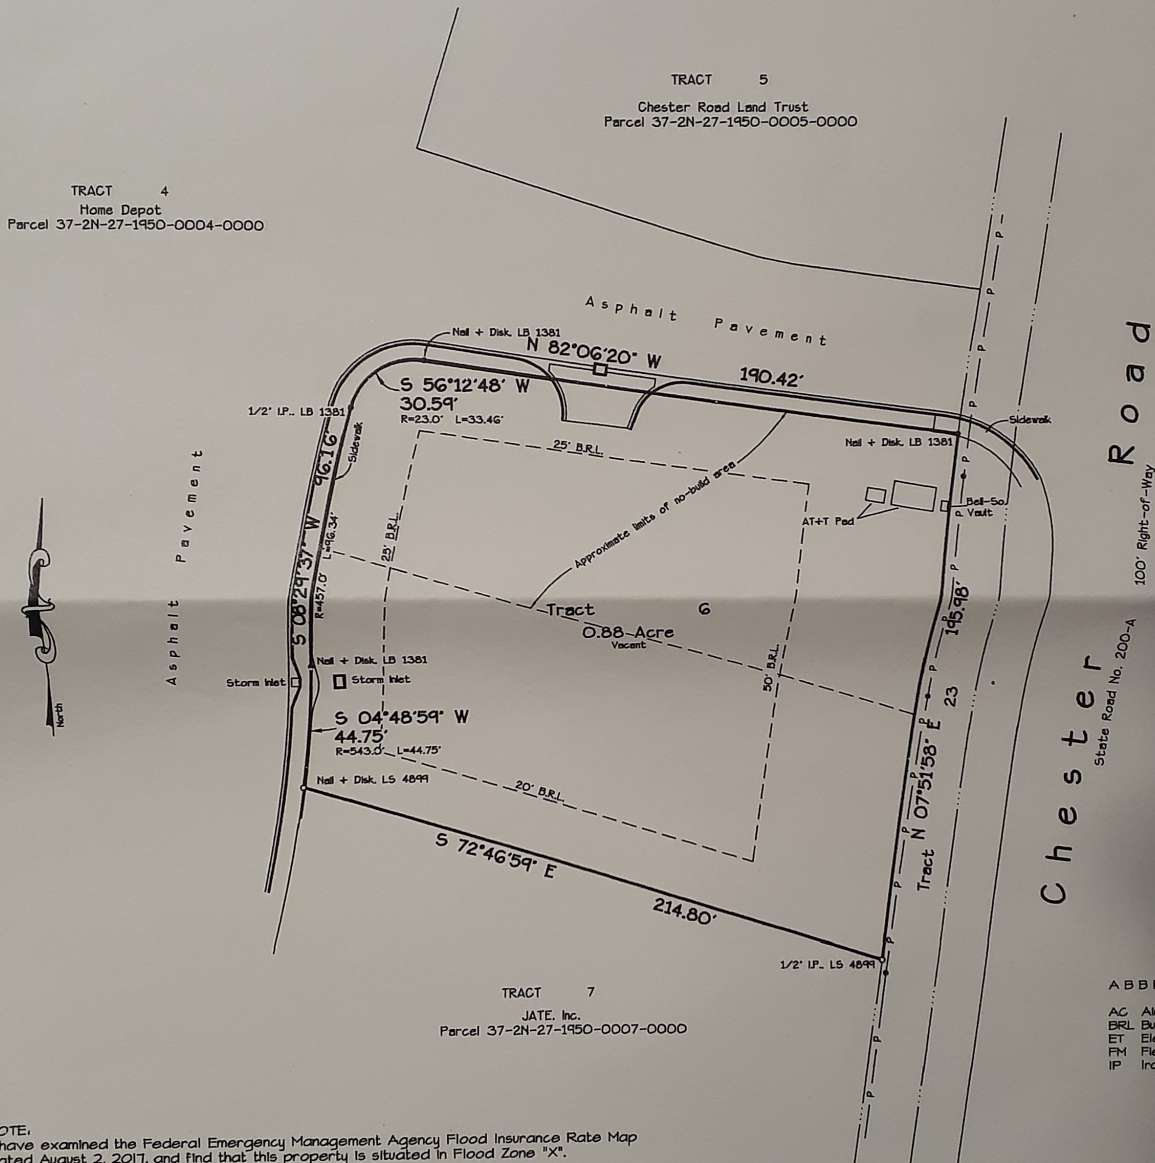 TRACT 5
Chester Road Land Trust
Parcel 37-2N-27-1950-0005-0000
TRACT 4
Home Depot
Parcel 37-2N-27-1950-0004-0000
Asphalt Pavement
Nail + Disk, LB 1381
N 82°06'20" W
190.42'
S 56°12'48" W
30.59'
R=23.0' L=33.46'
1/2" I.P., LB 1381
Sidewalk
Sidewalk
Nail + Disk, LB 1381
25' B.R.L.
Approximate limits of no-build area
AT+T Pad
Bell-So.
Vault
Asphalt Pavement
S 08°29'37" W
96.16'
R=457.0' L=96.34'
25' B.R.L.
Tract 6
0.88-Acre
Vacant
50' B.R.L.
Nail + Disk, LB 1381
Storm Inlet
Storm Inlet
S 04°48'59" W
44.75'
R=543.0' L=44.75'
Nail + Disk, LS 4899
20' B.R.L.
S 72°46'59" E
214.80'
1/2" I.P., LS 4899
Tract N 07°51'58" E
23
195.98'
P P P P P P P P P P P P P P P P
Chester Road
State Road No. 200-A
100' Right-of-Way
North
TRACT 7
JATE, Inc.
Parcel 37-2N-27-1950-0007-0000
ABB
AC
BRL Bu
ET Ele
FM
IP
OTE,
have examined the Federal Emergency Management Agency Flood Insurance Rate Map
ated August 2, 2017, and find that this property is situated in Flood Zone "X".